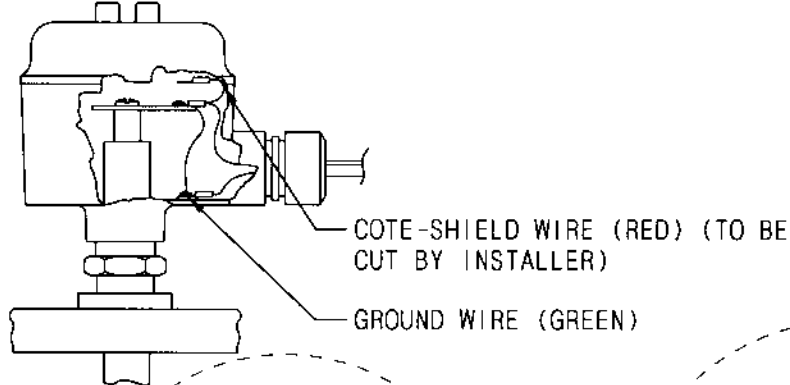 COTE-SHIELD WIRE (RED) (TO BE
CUT BY INSTALLER)
GROUND WIRE (GREEN)